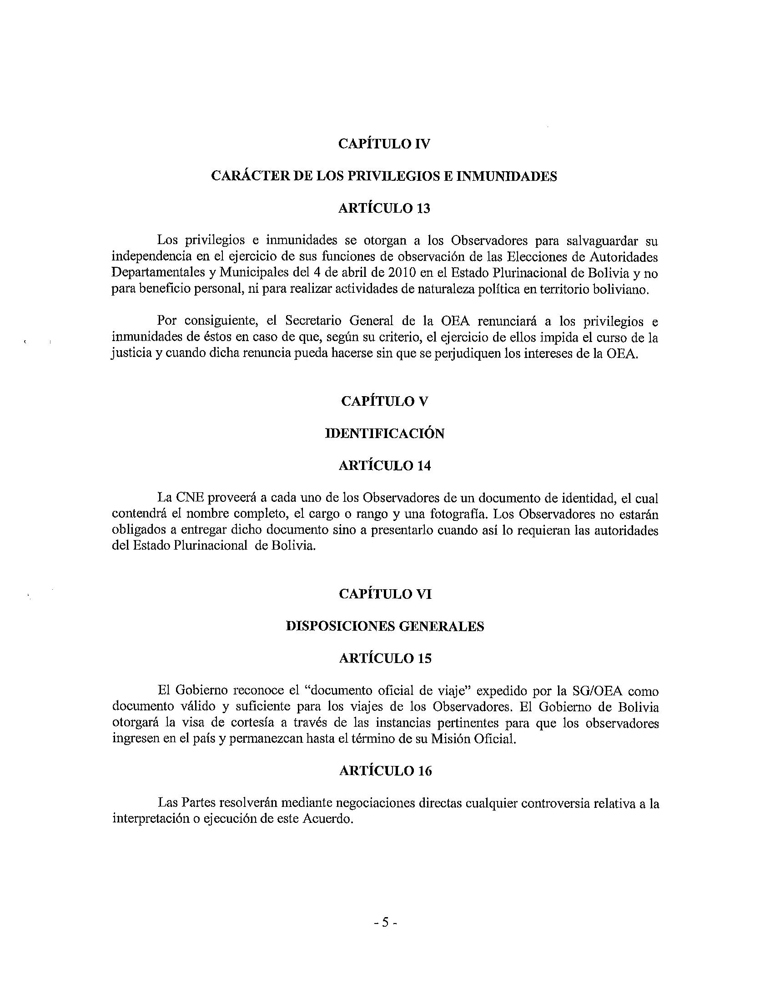 CAPÍTULO IV
CARÁCTER DE LOS PRIVILEGIOS E INMUNIDADES
ARTÍCULO 13
Los privilegios e inmunidades se otorgan a los Observadores para salvaguardar su
independencia en el ejercicio de sus funciones de observación de las Elecciones de Autoridades
Departamentales y Municipales del 4 de abril de 2010 en el Estado Plurinacional de Bolivia y no
para beneficio personal, ni para realizar actividades de naturaleza política en territorio boliviano.
Por consiguiente, el Secretario General de la OEA renunciará a los privilegios e
inmunidades de éstos en caso de que, según su criterio, el ejercicio de ellos impida el curso de la
justicia y cuando dicha renuncia pueda hacerse sin que se perjudiquen los intereses de la OEA.
CAPÍTULO V
IDENTIFICACIÓN
ARTÍCULO 14
La CNE proveerá a cada uno de los Observadores de un documento de identidad, el cual
contendrá el nombre completo, el cargo o rango y una fotografía. Los Observadores no estarán
obligados a entregar dicho documento sino a presentarlo cuando así lo requieran las autoridades
del Estado Plurinacional de Bolivia.
CAPÍTULO VI
DISPOSICIONES GENERALES
ARTÍCULO 15
El Gobierno reconoce el “documento oficial de viaje” expedido por la SG/OEA como
documento válido y suficiente para los viajes de los Observadores. El Gobierno de Bolivia
otorgará la visa de cortesía a través de las instancias pertinentes para que los observadores
ingresen en el país y permanezcan hasta el término de su Misión Oficial.
ARTÍCULO 16
Las Partes resolverán mediante negociaciones directas cualquier controversia relativa a la
interpretación o ejecución de este Acuerdo.
- 5 -